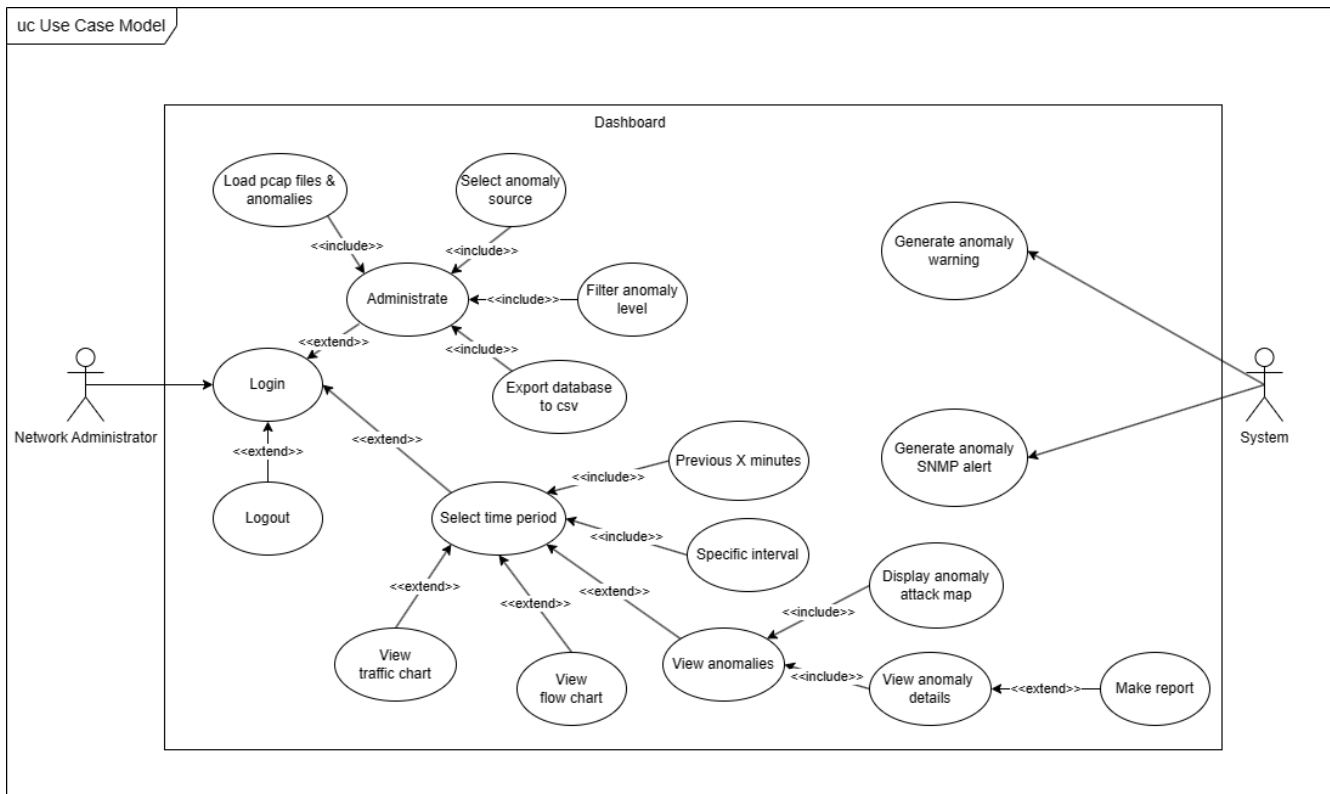 uc Use Case Model
Dashboard
Load pcap files &
anomalies
Select anomaly
source
<<include>>
<<include>>
Generate anomaly
warning
Administrate
<<include>>
Filter anomaly
level
<<extend>>
<<include>>
Login
Export database
to csv
Network Administrator
System
<<extend>>
<<extend>>
Previous X minutes
Generate anomaly
SNMP alert
<<include>>
Logout
Select time period
<<include>>
Specific interval
<<extend>>
<<extend>>
<<extend>>
Display anomaly
attack map
<<include>>
View
traffic chart
View
flow chart
View anomalies
<<include>>
View anomaly
details
<<extend>>
Make report